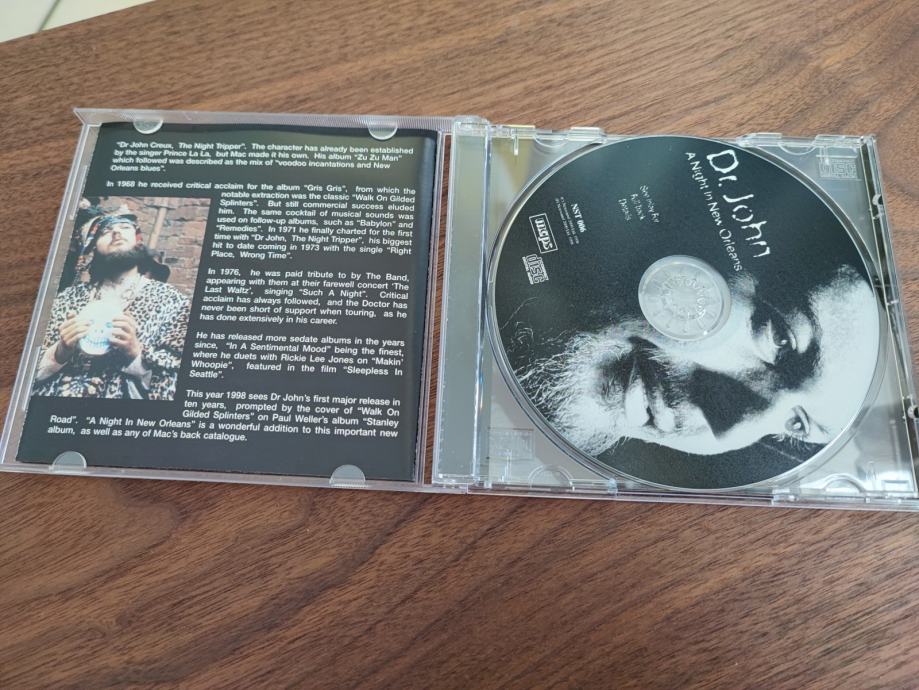 "Dr John Creux, The Night Tripper". The character has already been established
by the singer Prince La La, but Mac made it his own. His album "Zu Zu Man"
which followed was described as the mix of "voodoo incantations and New
Orleans blues".
In 1968 he received critical acclaim for the album "Gris Gris", from which the
notable extraction was the classic "Walk On Gilded
Splinters". But still commercial success eluded
him. The same cocktail of musical sounds was
used on follow-up albums, such as "Babylon" and
"Remedies". In 1971 he finally charted for the first
time with "Dr John, The Night Tripper", his biggest
hit to date coming in 1973 with the single "Right
Place, Wrong Time".
In 1976, he was paid tribute to by The Band,
appearing with them at their farewell concert 'The
Last Waltz', singing "Such A Night". Critical
acclaim has always followed, and the Doctor has
never been short of support when touring, as he
has done extensively in his career.
He has released more sedate albums in the years
since, "In A Sentimental Mood" being the finest,
where he duets with Rickie Lee Jones on "Makin'
Whoopie", featured in the film "Sleepless In
Seattle".
This year 1998 sees Dr John's first major release in
ten years, prompted by the cover of "Walk On
Gilded Splinters" on Paul Weller's album "Stanley
Road". "A Night In New Orleans" is a wonderful addition to this important new
album, as well as any of Mac's back catalogue.
Dr. John
A Night In New Orleans
See inlay for
full track
Details
NST 006
mcps
COMPACT
disc